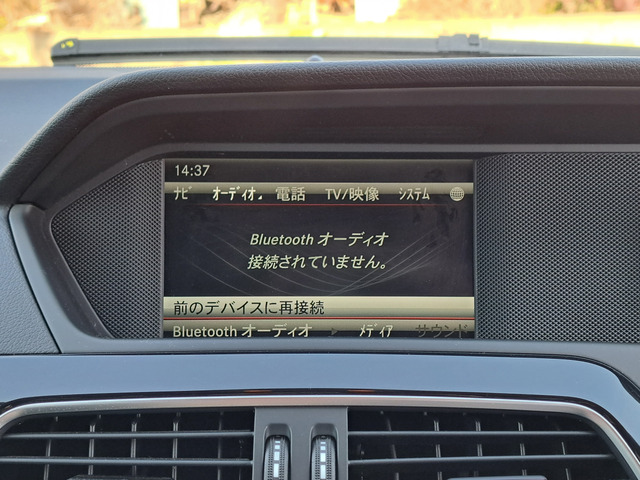 14:37
ナビ オーディオ 電話 TV/映像 システム
Bluetooth オーディオ
接続されていません。
前のデバイスに再接続
Bluetooth オーディオ メディア サウンド